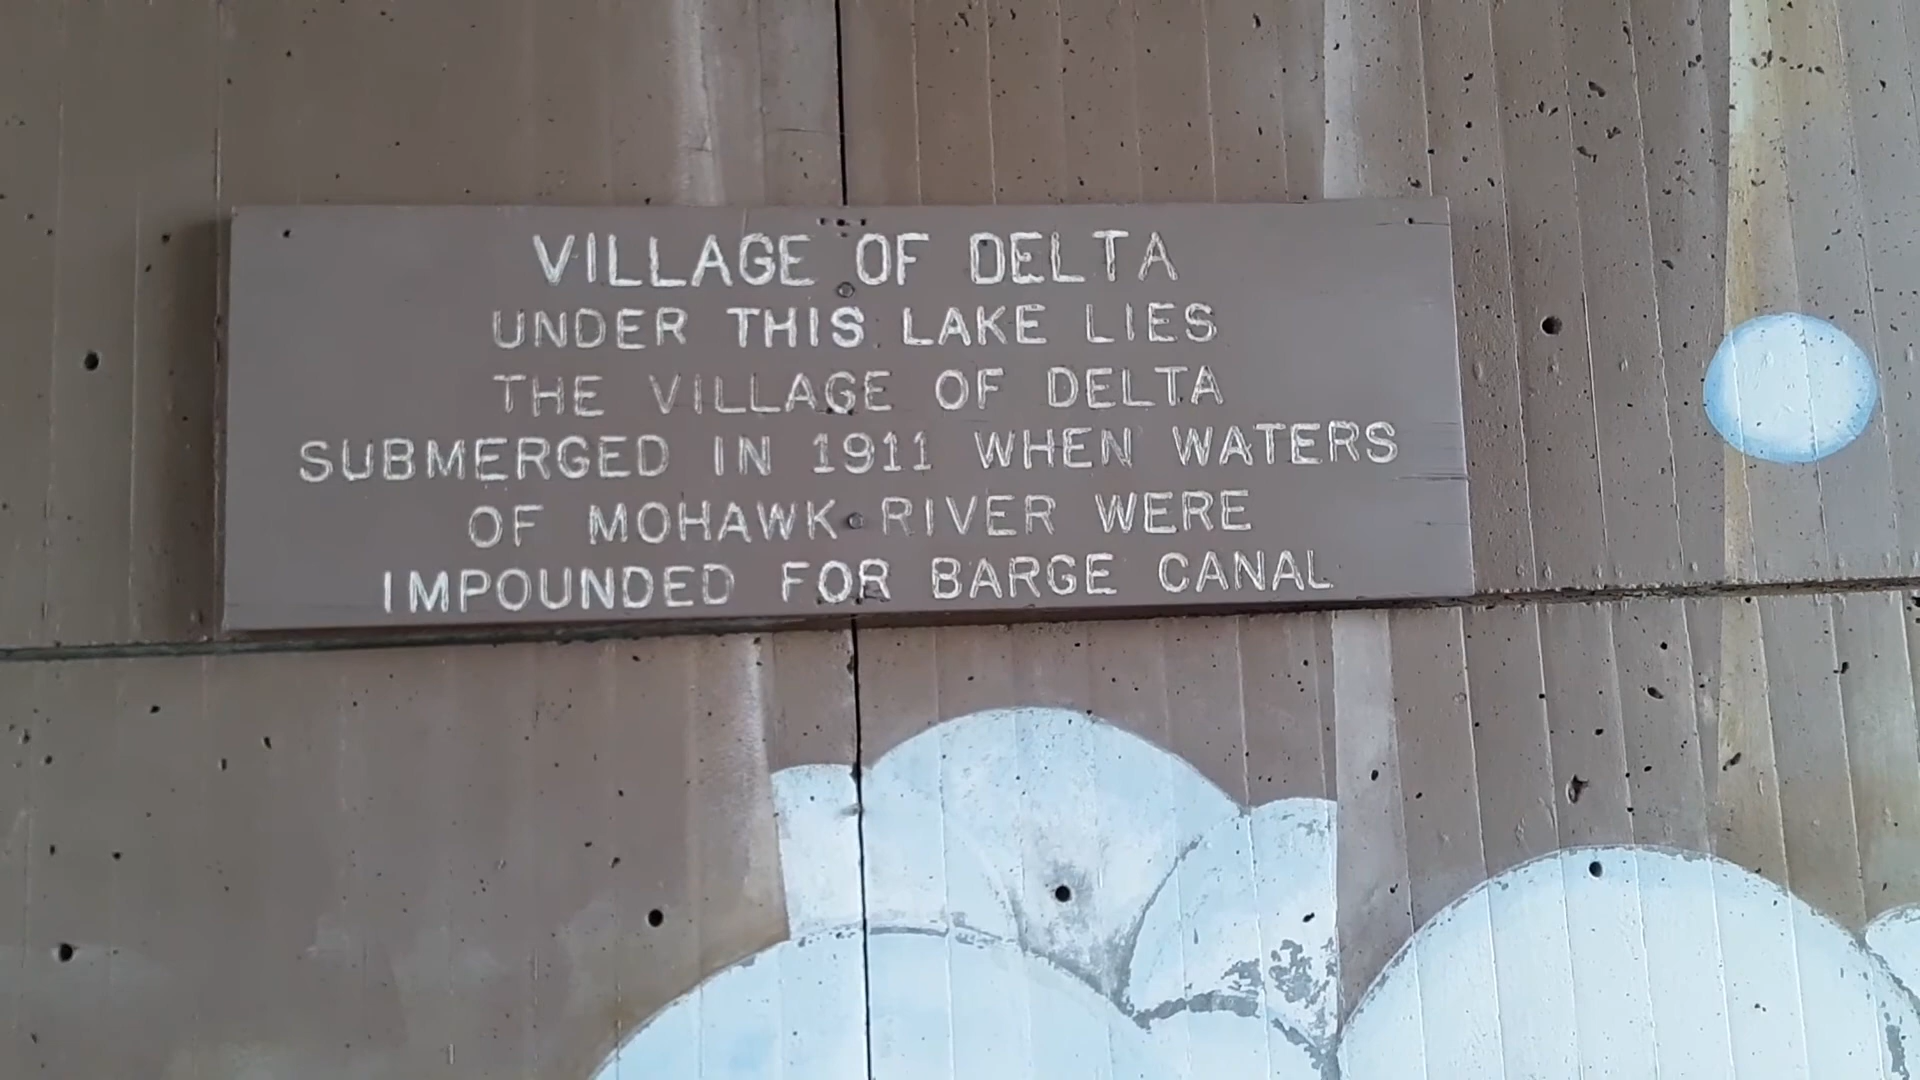 VILLAGE OF DELTA
UNDER THIS LAKE LIES
THE VILLAGE OF DELTA
SUBMERGED IN 1911 WHEN WATERS
OF MOHAWK RIVER WERE
IMPOUNDED FOR BARGE CANAL